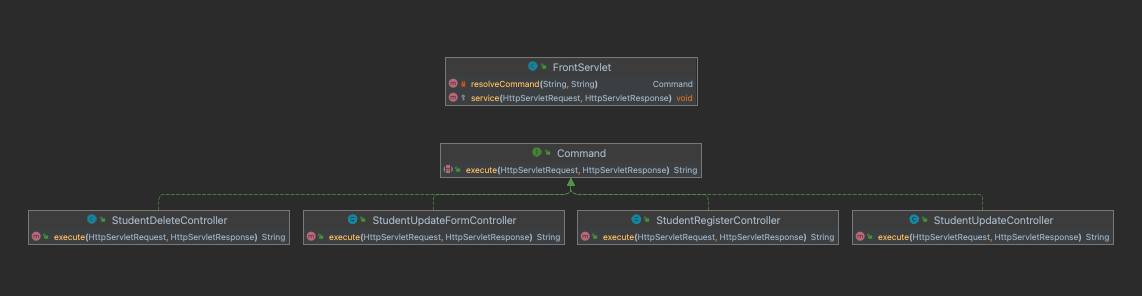 FrontServlet
resolveCommand(String, String) Command
service(HttpServletRequest, HttpServletResponse) void
Command
execute(HttpServletRequest, HttpServletResponse) String
StudentDeleteController
execute(HttpServletRequest, HttpServletResponse) String
StudentUpdateFormController
execute(HttpServletRequest, HttpServletResponse) String
StudentRegisterController
execute(HttpServletRequest, HttpServletResponse) String
StudentUpdateController
execute(HttpServletRequest, HttpServletResponse) String